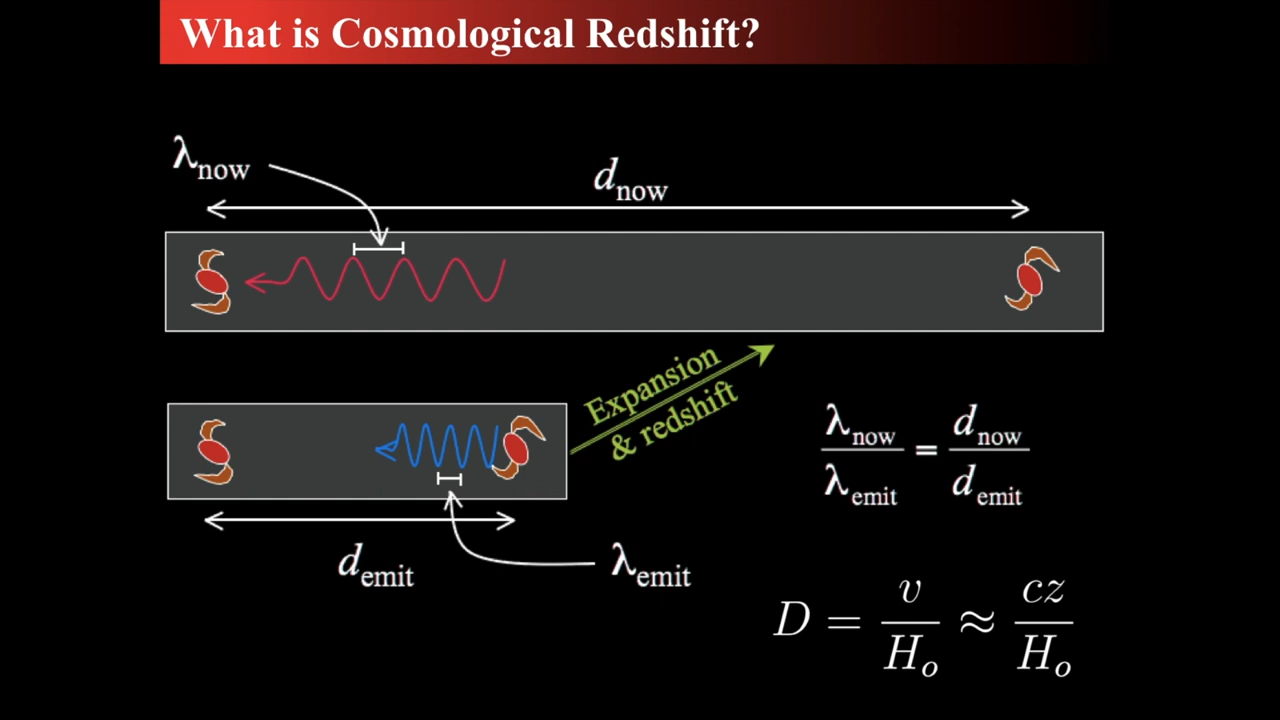 What is Cosmological Redshift?
λnow
dnow
Expansion
& redshift
λnow / λemit = dnow / demit
demit
λemit
D = v / Ho ≈ cz / Ho